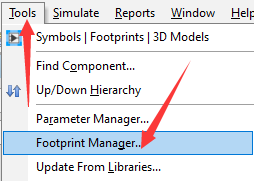 Tools Simulate Reports Window
Symbols | Footprints | 3D Models
Find Component...
Up/Down Hierarchy
Parameter Manager...
Footprint Manager...
Update From Libraries...